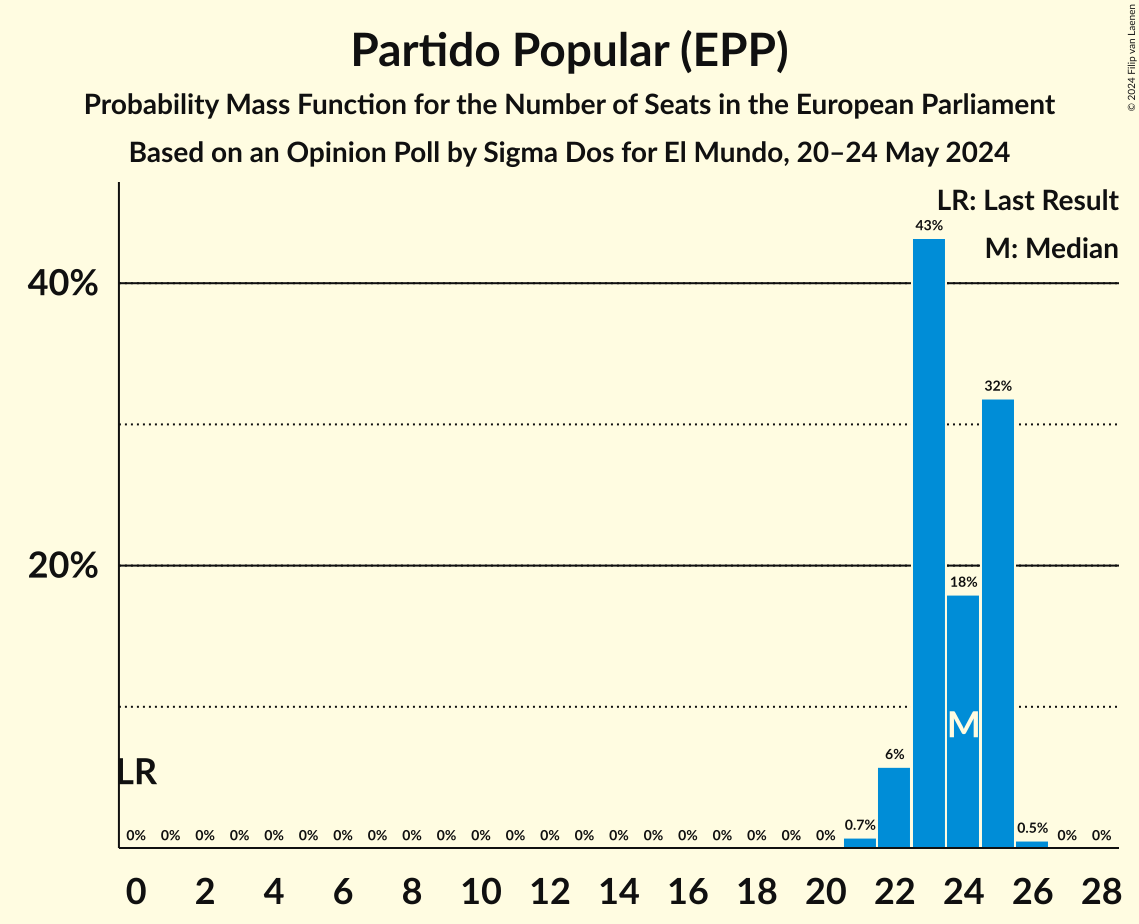 Partido Popular (EPP)
Probability Mass Function for the Number of Seats in the European Parliament
Based on an Opinion Poll by Sigma Dos for El Mundo, 20–24 May 2024
© 2024 Filip van Laenen
LR: Last Result
M: Median
40%
20%
43%
32%
18%
M
6%
LR
0% 0% 0% 0% 0% 0% 0% 0% 0% 0% 0% 0% 0% 0% 0% 0% 0% 0% 0% 0% 0% 0.7% 0.5% 0% 0%
0 2 4 6 8 10 12 14 16 18 20 22 24 26 28